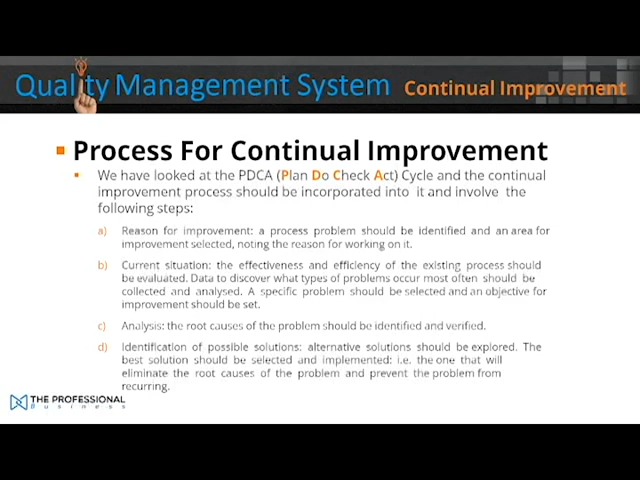 Quality Management System Continual Improvement
Process For Continual Improvement
We have looked at the PDCA (Plan Do Check Act) Cycle and the continual
improvement process should be incorporated into it and involve the
following steps:
a) Reason for improvement: a process problem should be identified and an area for
improvement selected, noting the reason for working on it.
b) Current situation: the effectiveness and efficiency of the existing process should
be evaluated. Data to discover what types of problems occur most often should be
collected and analysed. A specific problem should be selected and an objective for
improvement should be set.
c) Analysis: the root causes of the problem should be identified and verified.
d) Identification of possible solutions: alternative solutions should be explored. The
best solution should be selected and implemented: i.e. the one that will
eliminate the root causes of the problem and prevent the problem from
recurring.
THE PROFESSIONAL
Business